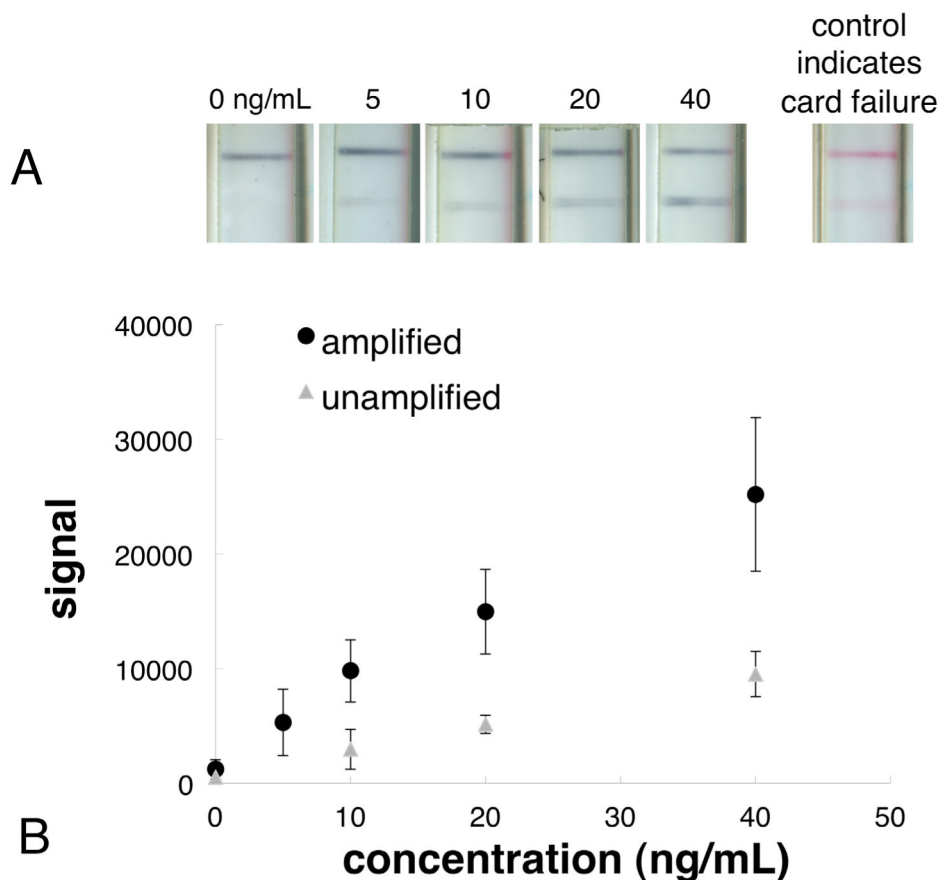 control
indicates
card failure
0 ng/mL 5 10 20 40
A
40000
30000
20000
10000
0
signal
amplified
unamplified
0 10 20 30 40 50
concentration (ng/mL)
B